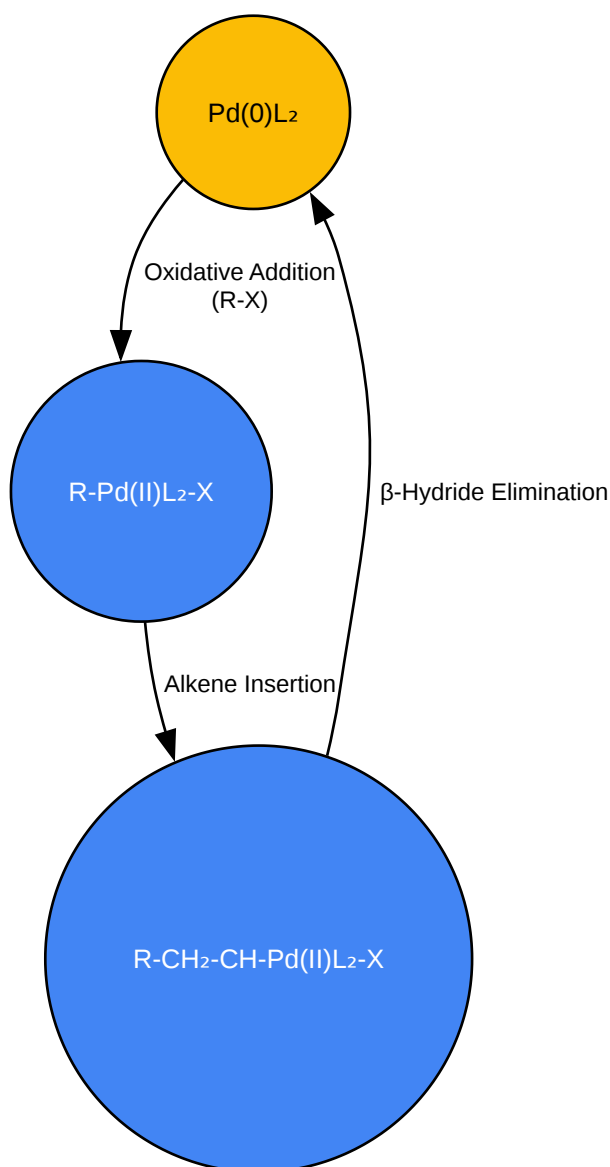 Pd(0)L₂
Oxidative Addition
(R-X)
R-Pd(II)L₂-X
β-Hydride Elimination
Alkene Insertion
R-CH₂-CH-Pd(II)L₂-X